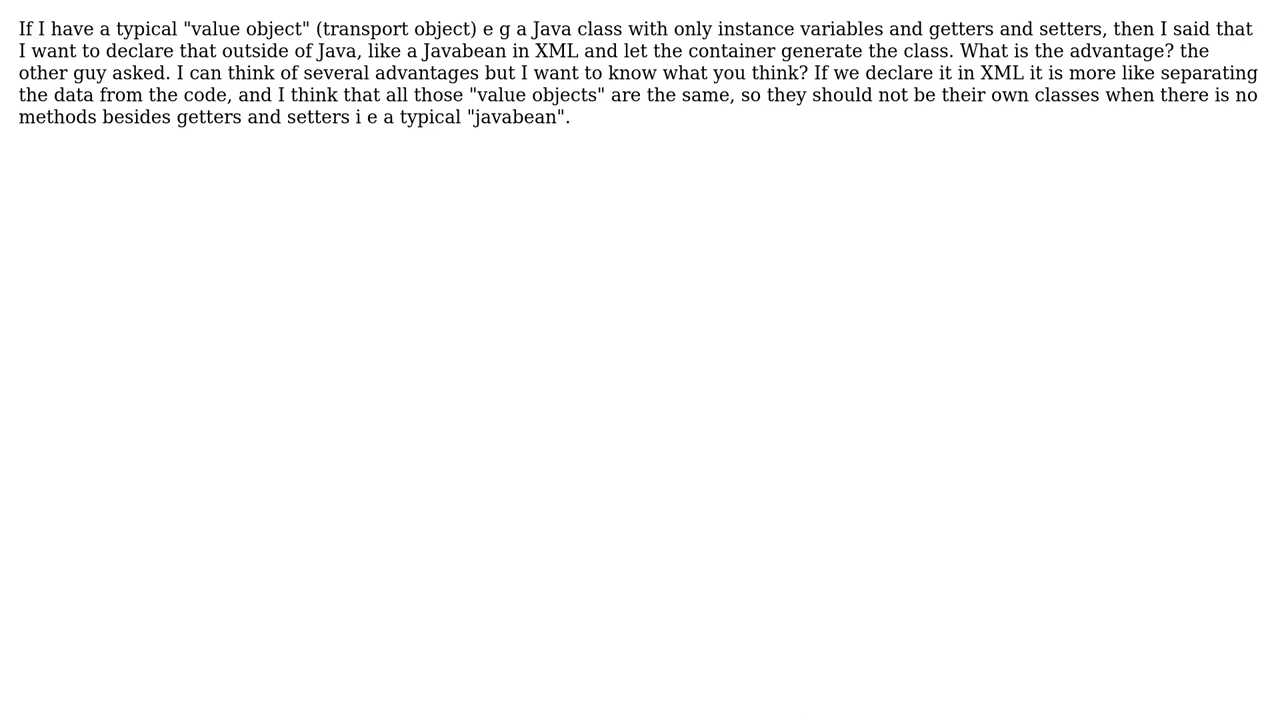 If I have a typical "value object" (transport object) e g a Java class with only instance variables and getters and setters, then I said that
I want to declare that outside of Java, like a Javabean in XML and let the container generate the class. What is the advantage? the
other guy asked. I can think of several advantages but I want to know what you think? If we declare it in XML it is more like separating
the data from the code, and I think that all those "value objects" are the same, so they should not be their own classes when there is no
methods besides getters and setters i e a typical "javabean".